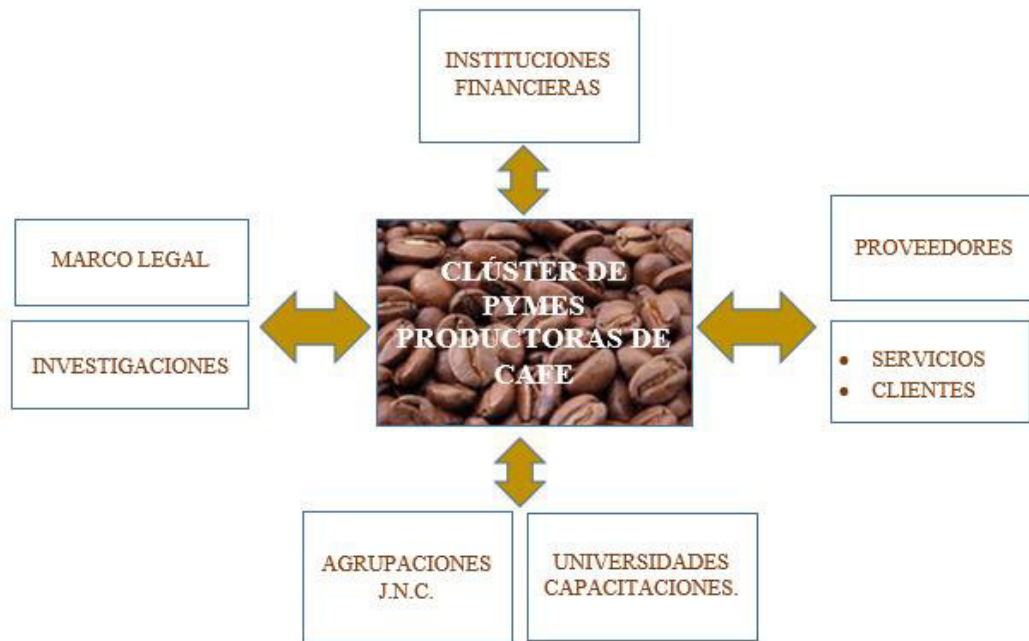 INSTITUCIONES
FINANCIERAS
MARCO LEGAL
INVESTIGACIONES
CLÚSTER DE
PYMES
PRODUCTORAS DE
CAFE
PROVEEDORES
• SERVICIOS
• CLIENTES
AGRUPACIONES
J.N.C.
UNIVERSIDADES
CAPACITACIONES.